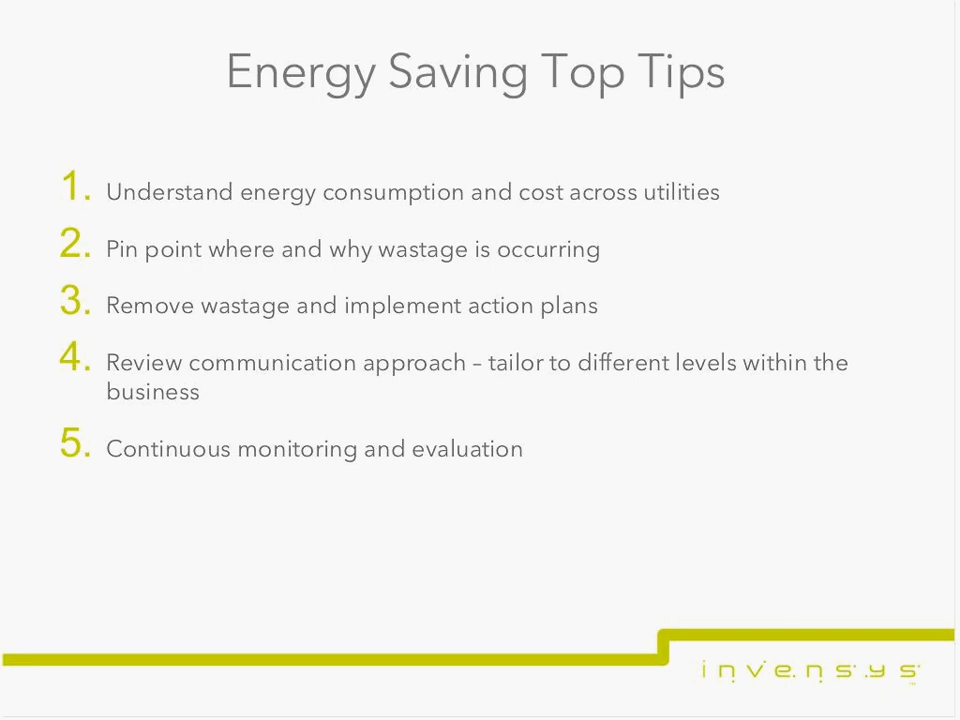 Energy Saving Top Tips
1. Understand energy consumption and cost across utilities
2. Pin point where and why wastage is occurring
3. Remove wastage and implement action plans
4. Review communication approach – tailor to different levels within the
business
5. Continuous monitoring and evaluation
invensys™